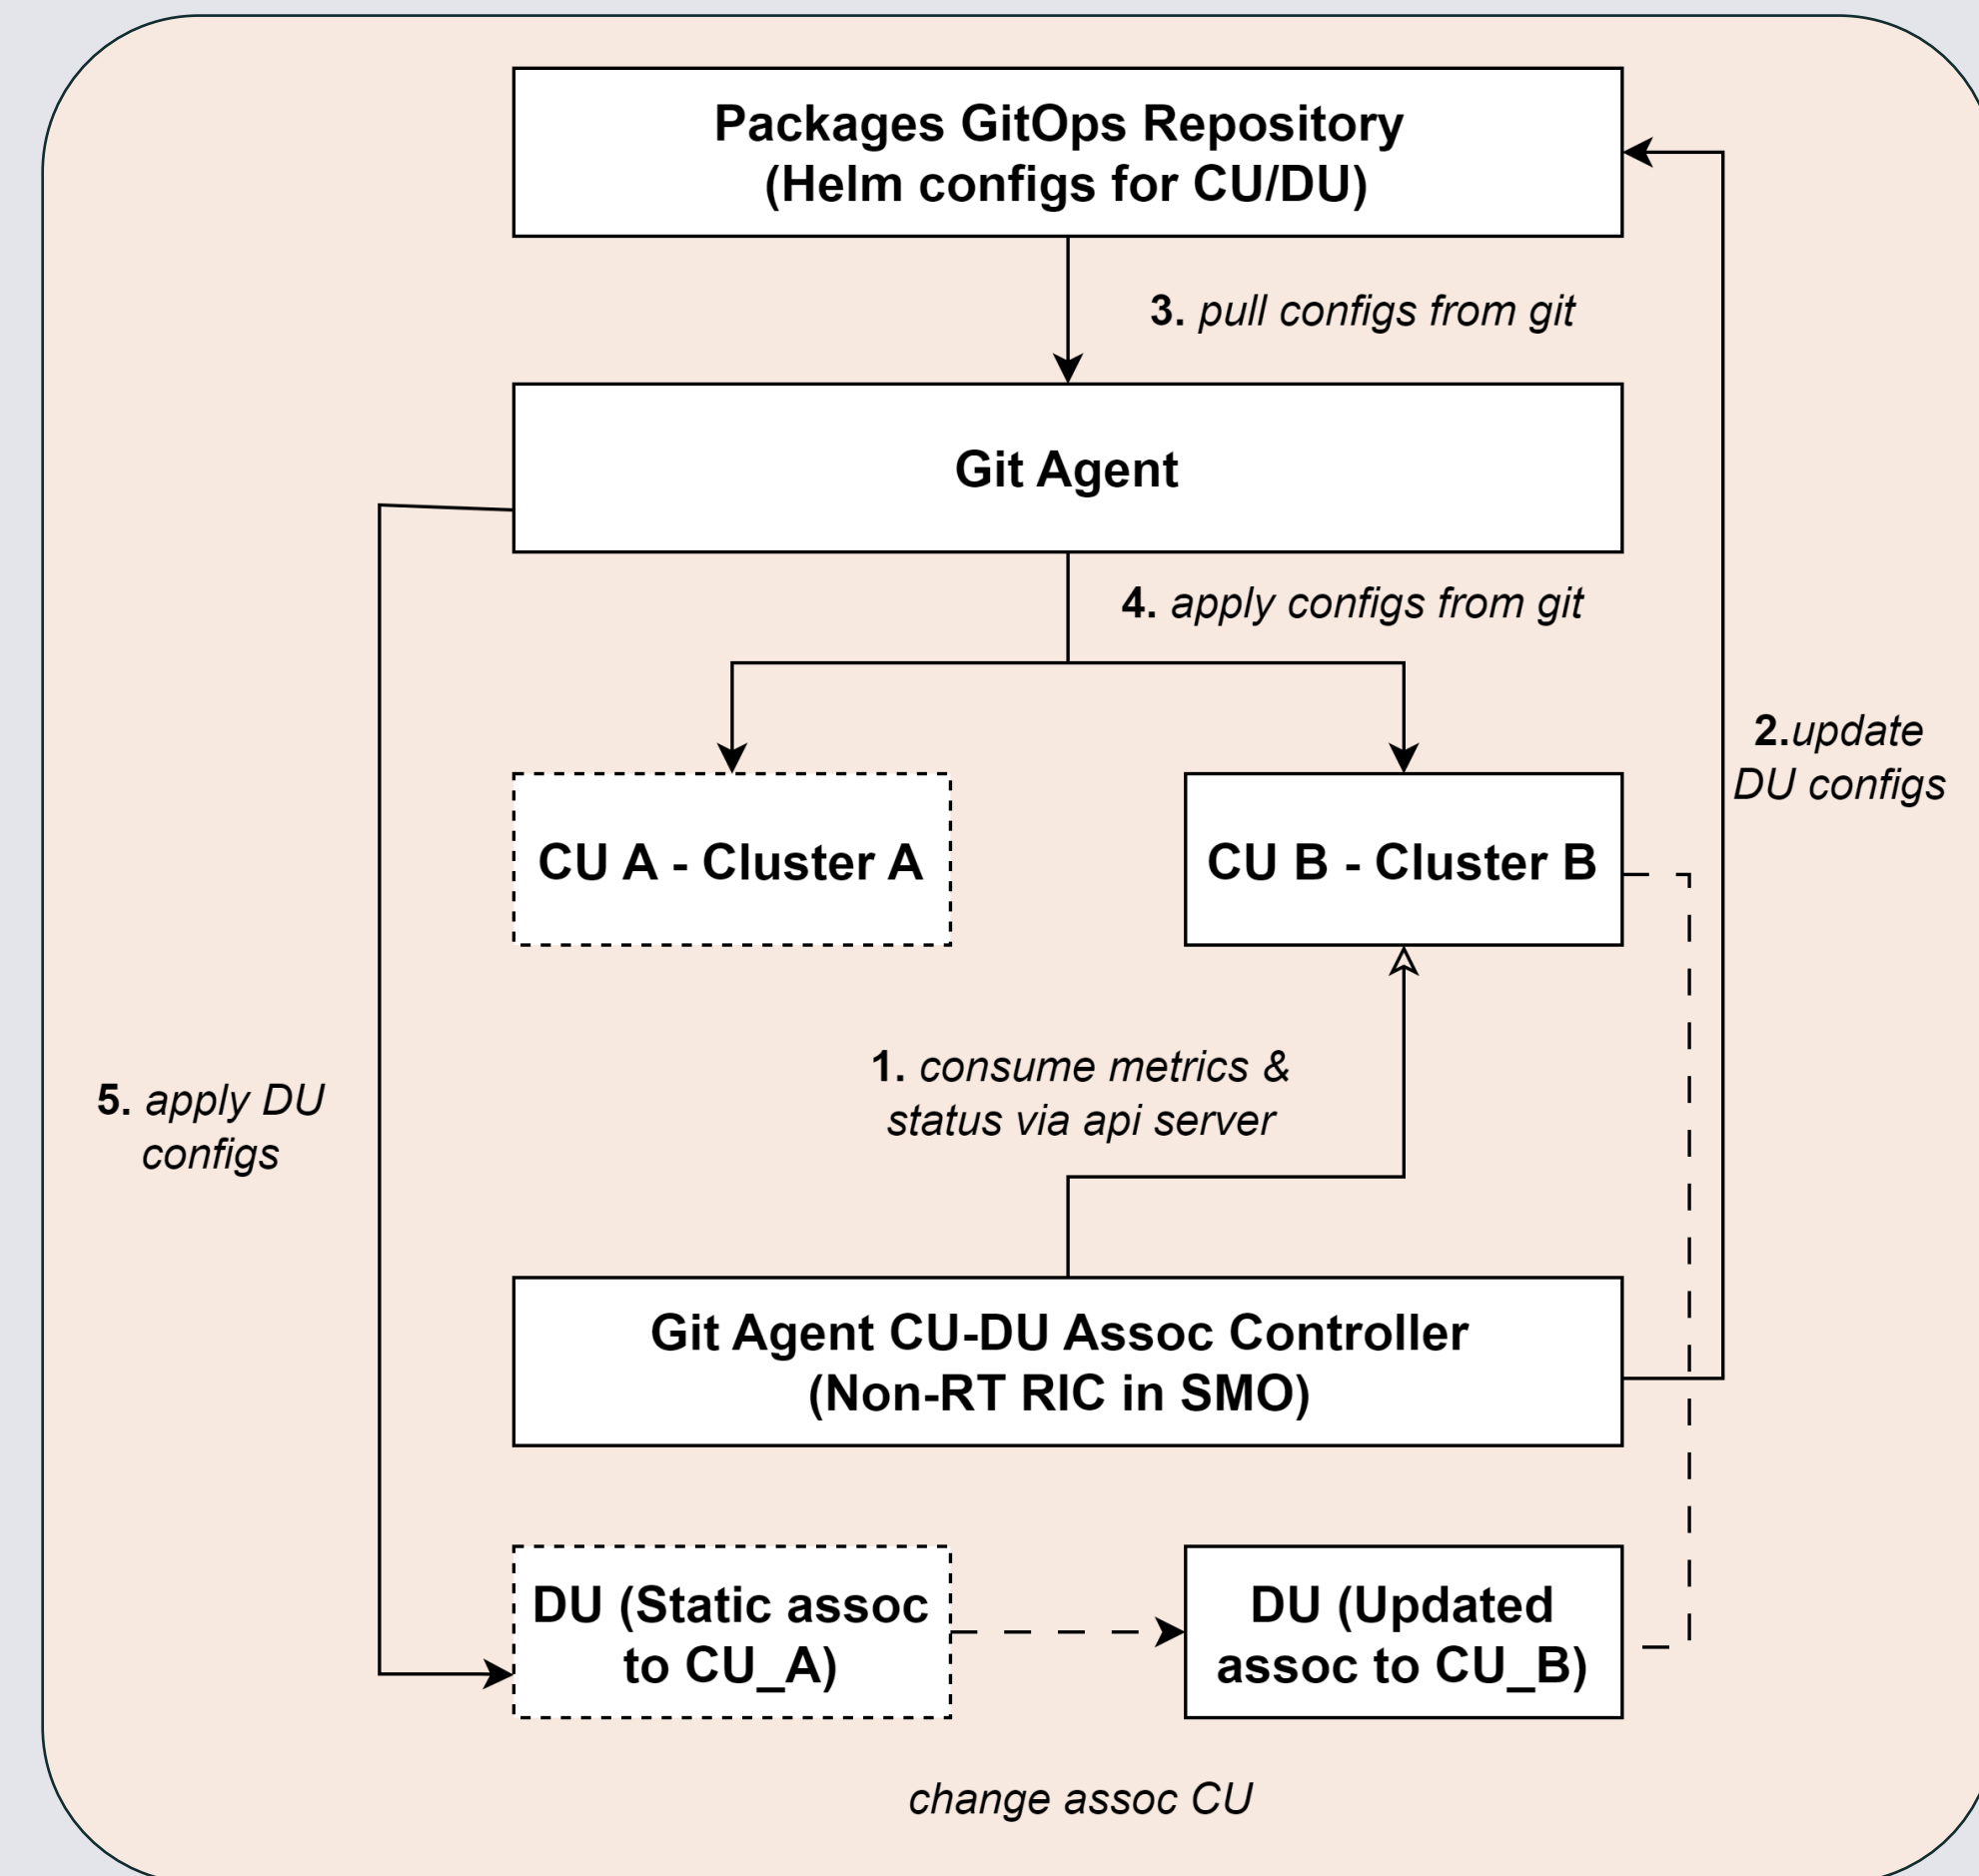 Packages GitOps Repository
(Helm configs for CU/DU)
3. pull configs from git
Git Agent
4. apply configs from git
2.update
DU configs
CU A - Cluster A
CU B - Cluster B
1. consume metrics &
status via api server
5. apply DU
configs
Git Agent CU-DU Assoc Controller
(Non-RT RIC in SMO)
DU (Static assoc
to CU_A)
DU (Updated
assoc to CU_B)
change assoc CU